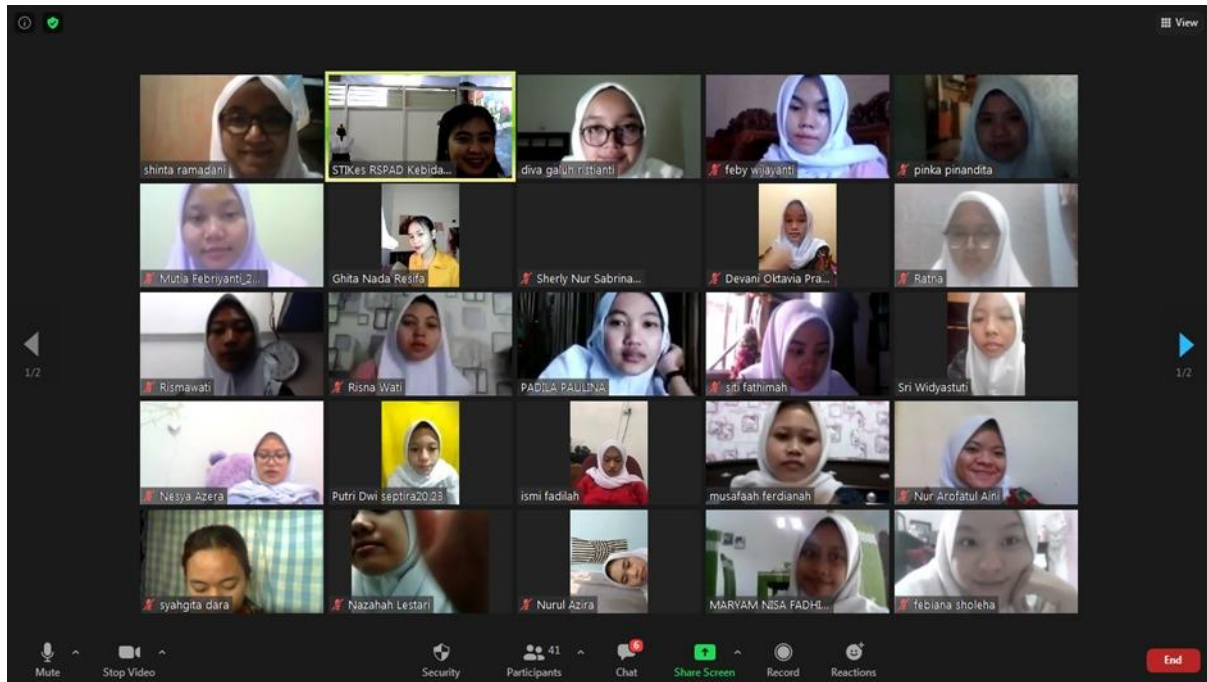 View
shinta ramadani
STIKes RSPAD Kebida...
diva galuh ristianti
feby wijayanti
pinka pinandita
Mutia Febriyanti_2...
Ghita Nada Resifa
Sherly Nur Sabrina...
Devani Oktavia Pra...
Ratna
Rismawati
Risna Wati
PADILA PAULINA
siti fathimah
Sri Widyastuti
1/2
1/2
Nesya Azera
Putri Dwi septira20.23
ismi fadilah
musafaah ferdianah
Nur Arofatul Aini
syahgita dara
Nazahah Lestari
Nurul Azira
MARYAM NISA FADHI...
febiana sholeha
Mute
Stop Video
Security
Participants
41
Chat
6
Share Screen
Record
Reactions
End